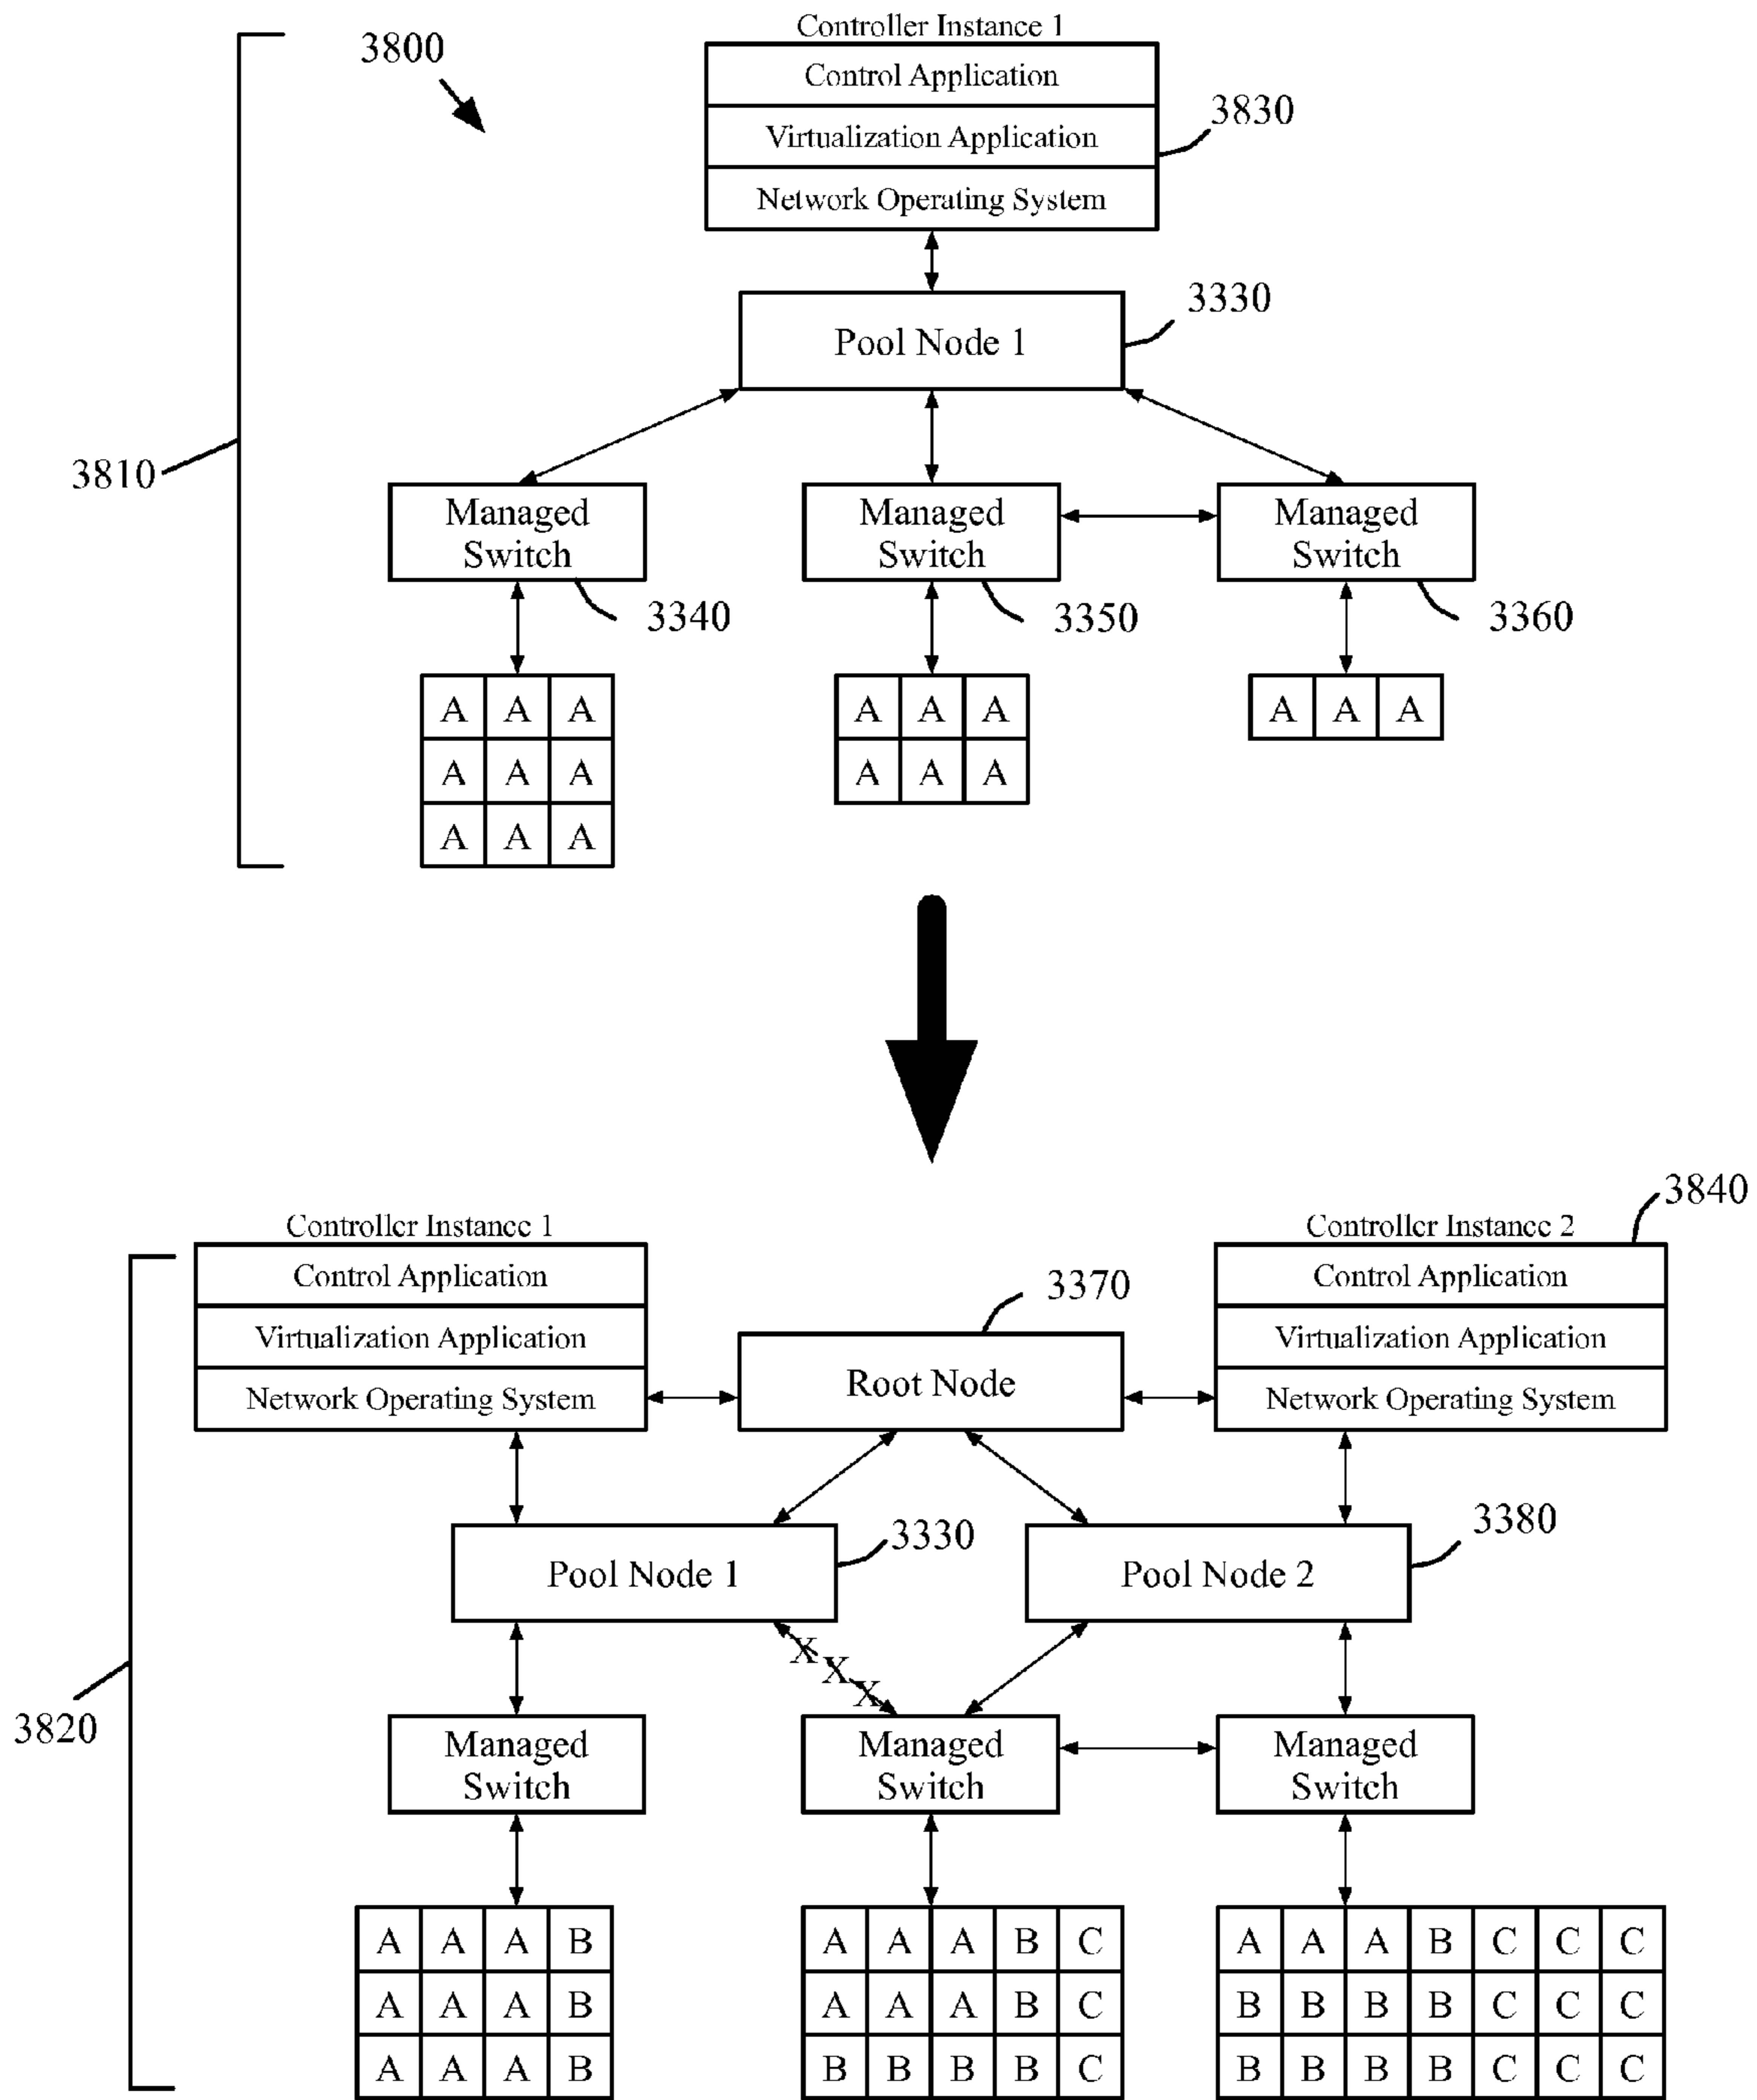 Controller Instance 1
3800
Control Application
3830
Virtualization Application
Network Operating System
3330
Pool Node 1
3810
Managed Switch
Managed Switch
Managed Switch
3340
3350
3360
A A A
A A A
A A A
A A A
A A A
A A A
3840
Controller Instance 1
Controller Instance 2
Control Application
Control Application
3370
Virtualization Application
Virtualization Application
Root Node
Network Operating System
Network Operating System
3330
3380
Pool Node 1
Pool Node 2
X
X
X
3820
Managed Switch
Managed Switch
Managed Switch
A A A B
A A A B
A A A B
A A A B C
A A A B C
B B B B C
A A A B C C C
B B B B C C C
B B B B C C C